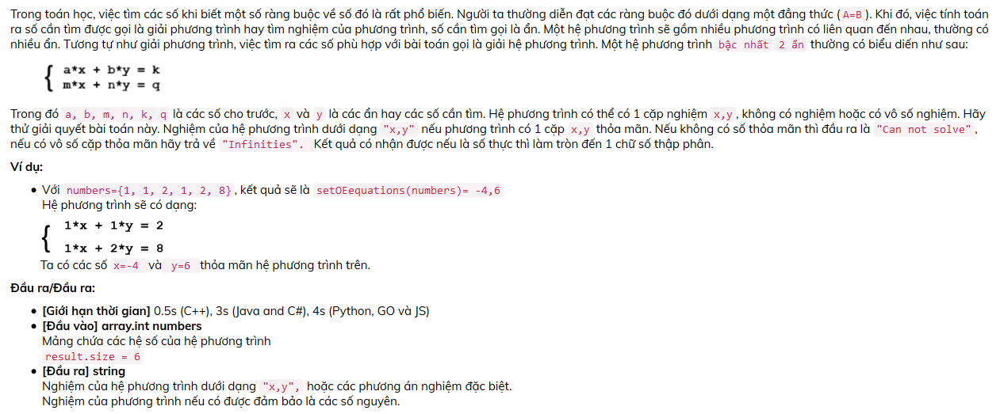 Trong toán học, việc tìm các số khi biết một số ràng buộc về số đó là rất phổ biến. Người ta thường diễn đạt các ràng buộc đó dưới dạng một đẳng thức ( A=B ). Khi đó, việc tính toán
ra số cần tìm được gọi là giải phương trình hay tìm nghiệm của phương trình, số cần tìm gọi là ẩn. Một hệ phương trình sẽ gồm nhiều phương trình có liên quan đến nhau, thường có
nhiều ẩn. Tương tự như giải phương trình, việc tìm ra các số phù hợp với bài toán gọi là giải hệ phương trình. Một hệ phương trình bậc nhất 2 ẩn thường có biểu diến như sau:
{ a*x + b*y = k
m*x + n*y = q
Trong đó a, b, m, n, k, q là các số cho trước, x và y là các ẩn hay các số cần tìm. Hệ phương trình có thể có 1 cặp nghiệm x,y , không có nghiệm hoặc có vô số nghiệm. Hãy
thử giải quyết bài toán này. Nghiệm của hệ phương trình dưới dạng "x,y" nếu phương trình có 1 cặp x,y thỏa mãn. Nếu không có số thỏa mãn thì đầu ra là "Can not solve" ,
nếu có vô số cặp thỏa mãn hãy trả về "Infinities". Kết quả có nhận được nếu là số thực thì làm tròn đến 1 chữ số thập phân.
Ví dụ:
• Với numbers={1, 1, 2, 1, 2, 8} , kết quả sẽ là setOEequations(numbers)= -4,6
Hệ phương trình sẽ có dạng:
{ 1*x + 1*y = 2
1*x + 2*y = 8
Ta có các số x=-4 và y=6 thỏa mãn hệ phương trình trên.
Đầu ra/Đầu ra:
• [Giới hạn thời gian] 0.5s (C++), 3s (Java and C#), 4s (Python, GO và JS)
• [Đầu vào] array.int numbers
Mảng chứa các hệ số của hệ phương trình
result.size = 6
• [Đầu ra] string
Nghiệm của hệ phương trình dưới dạng "x,y", hoặc các phương án nghiệm đặc biệt.
Nghiệm của phương trình nếu có được đảm bảo là các số nguyên.